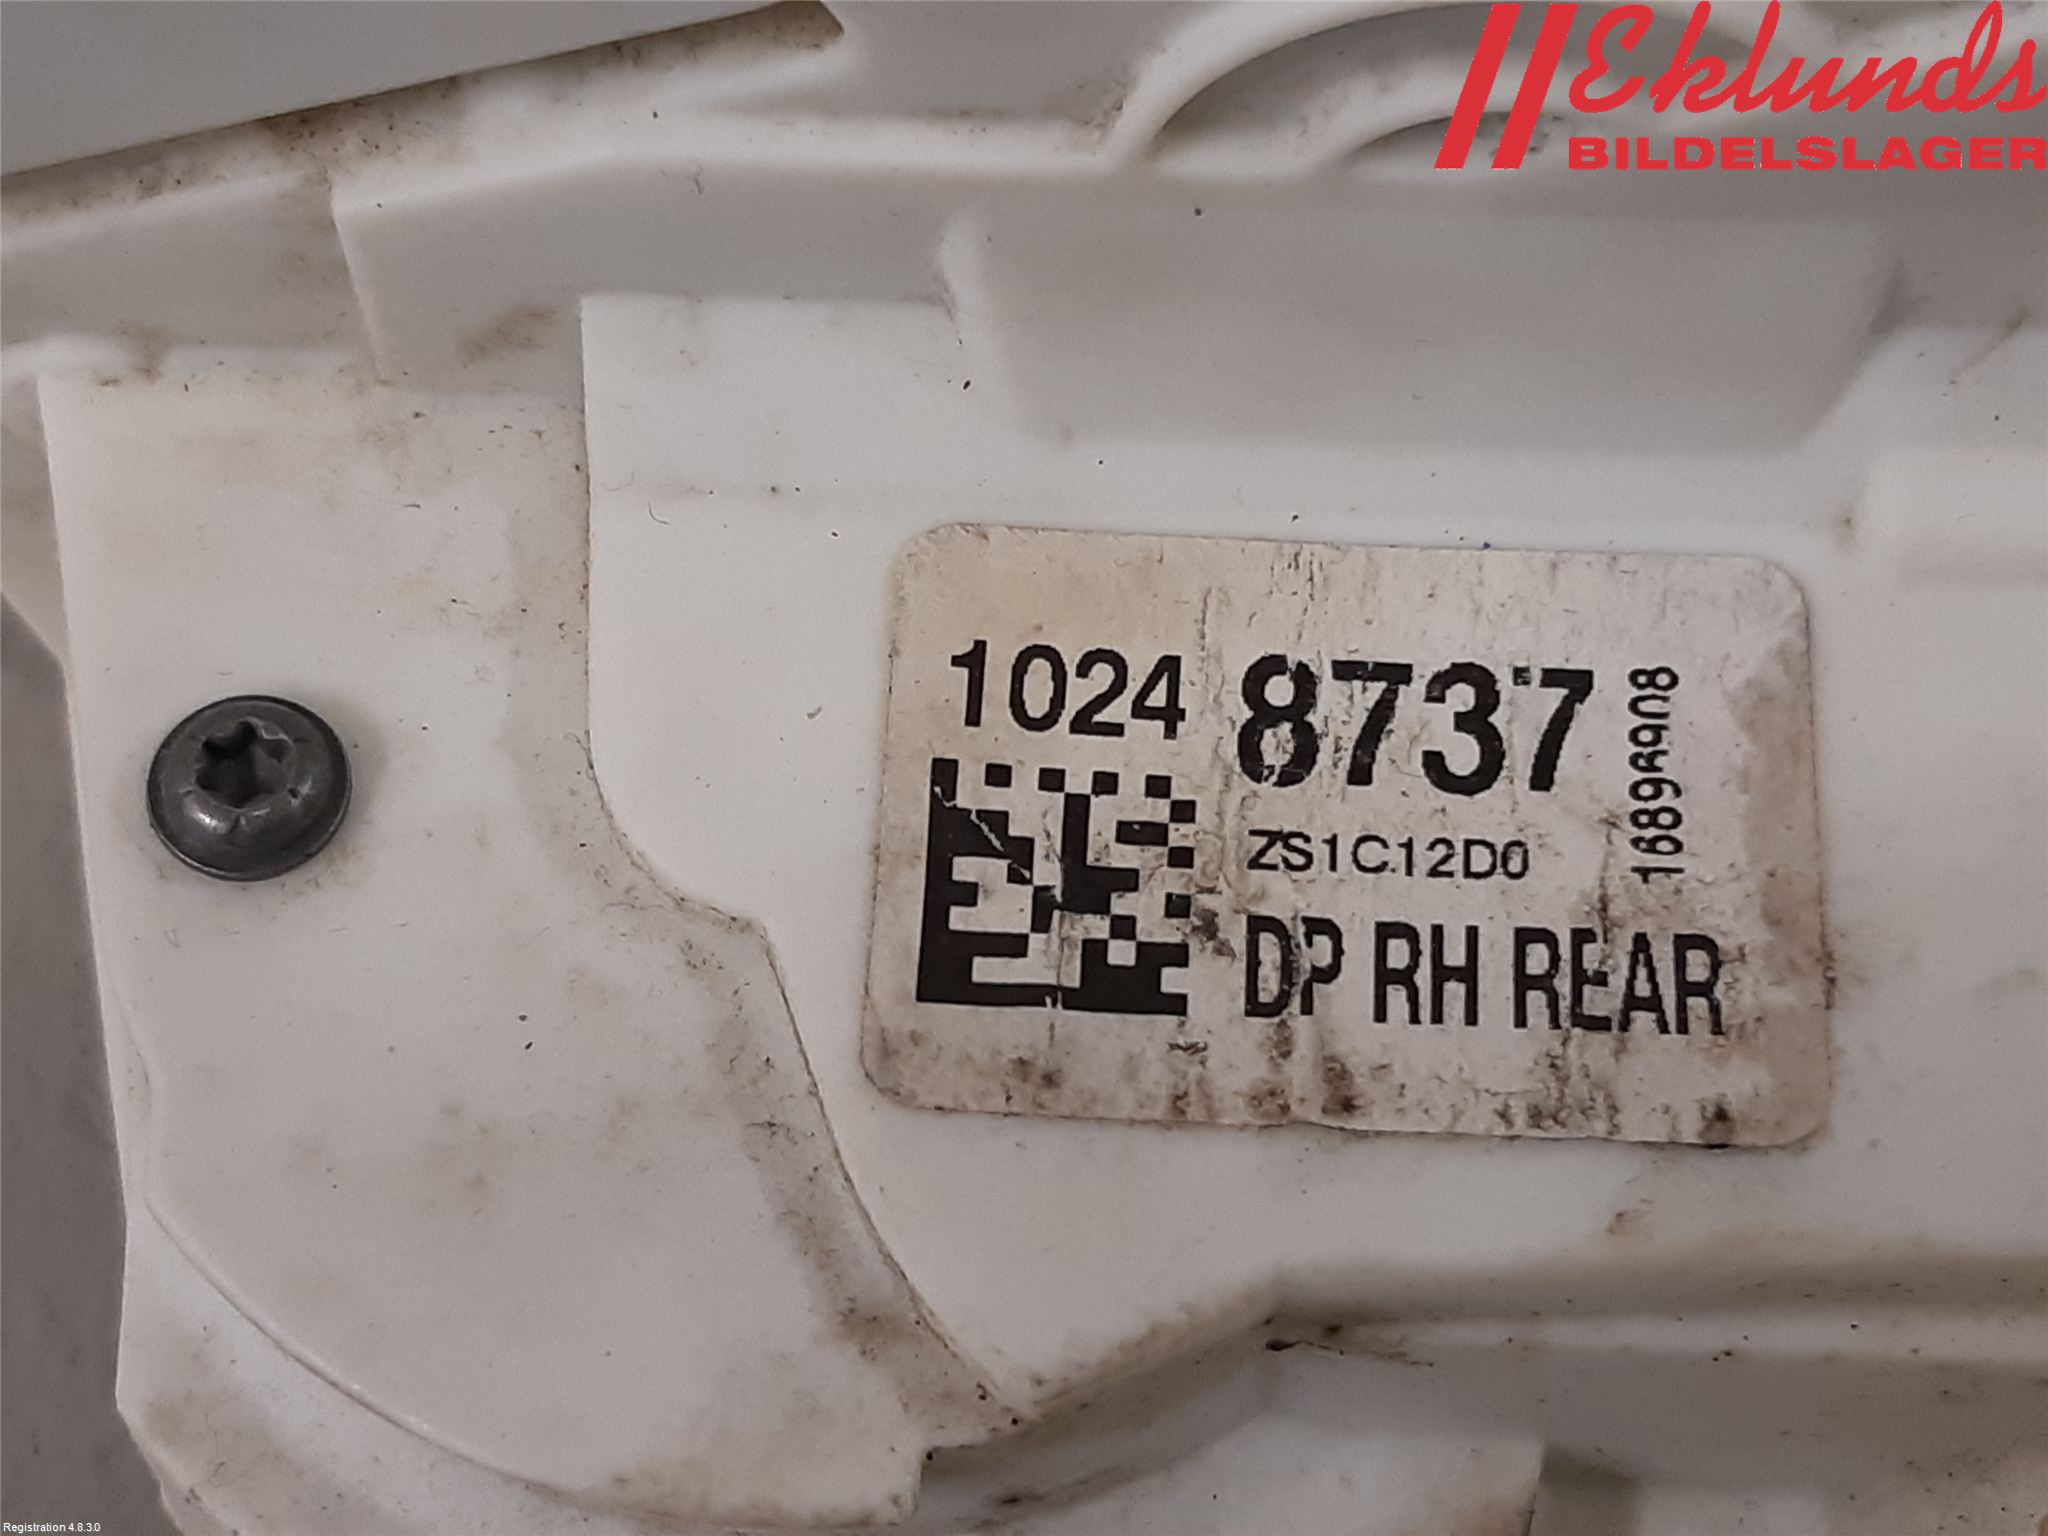 Eklunds
BILDELSLAGER
1024 8737
16896908
ZS1C12D0
DP RH REAR
Registration 4.8.3.0